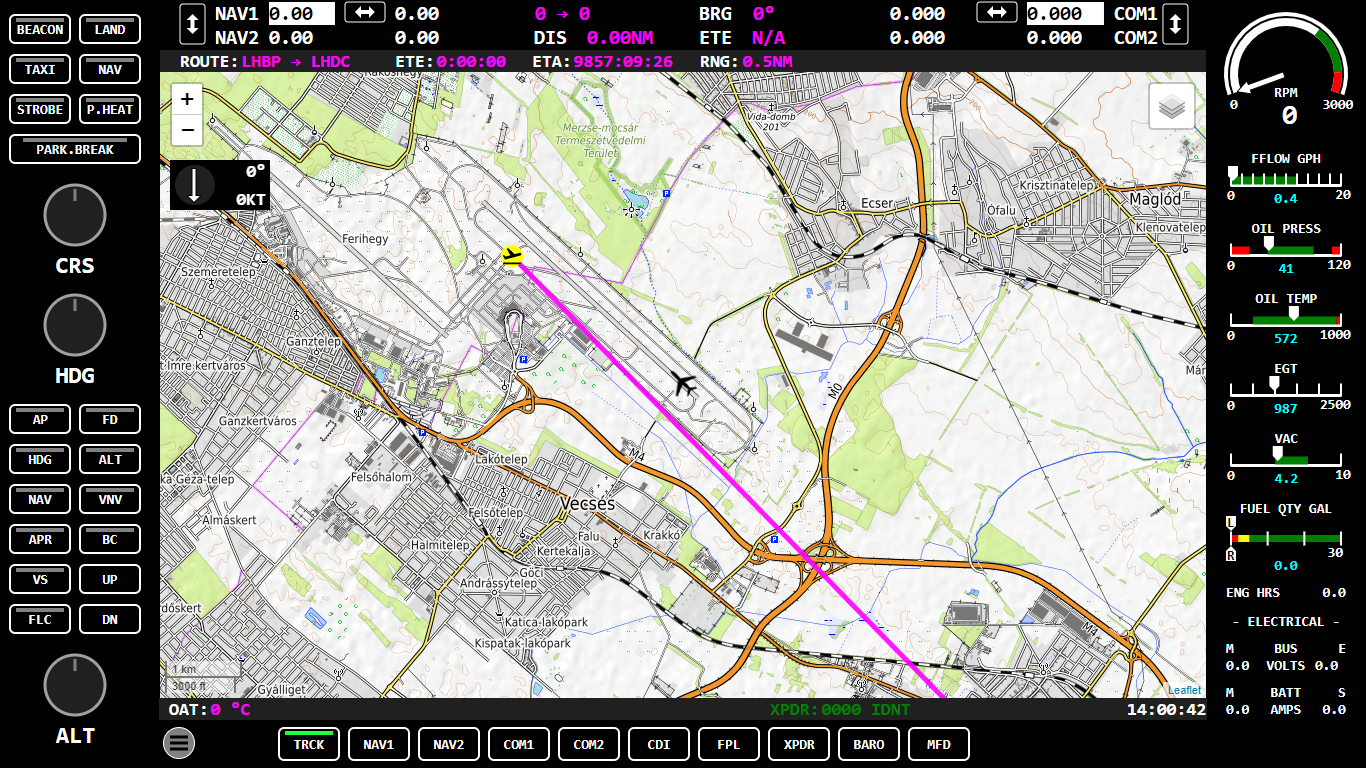 BEACON LAND
TAXI NAV
STROBE P.HEAT
PARK.BREAK
CRS
HDG
AP FD
HDG ALT
NAV VNV
APR BC
VS UP
FLC DN
ALT
NAV1 0.00 0.00 0 → 0 BRG 0° 0.000 0.000 COM1
NAV2 0.00 0.00 DIS 0.00NM ETE N/A 0.000 0.000 COM2
ROUTE:LHBP → LHDC ETE:0:00:00 ETA:9857:09:26 RNG:0.5NM
+
−
0°
0KT
Merzse-mocsár
Természetvédelmi
Terület
Vida-domb
201
Ecser
Krisztinatelep
Maglód
Ófalu
Klenovatelep
Ferihegy
Szemeretelep
Ganztelep
t Imre kertváros
Ganzkertváros
M0
M4
Lakótelep
Felsőhalom
ka Géza-telep
Vecsés
Felsőtelep
Almáskert
Falu
Krakkó
Halmitelep
Kertekalja
Góci
Andrássytelep
dőskert
Katica-lakópark
Kispatak-lakópark
M4
Már
Gyálliget
P
P
P
P
1 km
3000 ft
Leaflet
OAT:0 °C XPDR:0000 IDNT 14:00:42
TRCK NAV1 NAV2 COM1 COM2 CDI FPL XPDR BARO MFD
RPM
0 0 3000
FFLOW GPH
0 0.4 20
OIL PRESS
0 41 120
OIL TEMP
0 572 1000
EGT
0 987 2500
VAC
0 4.2 10
FUEL QTY GAL
L
R 30
0.0
ENG HRS 0.0
- ELECTRICAL -
M BUS E
0.0 VOLTS 0.0
M BATT S
0.0 AMPS 0.0